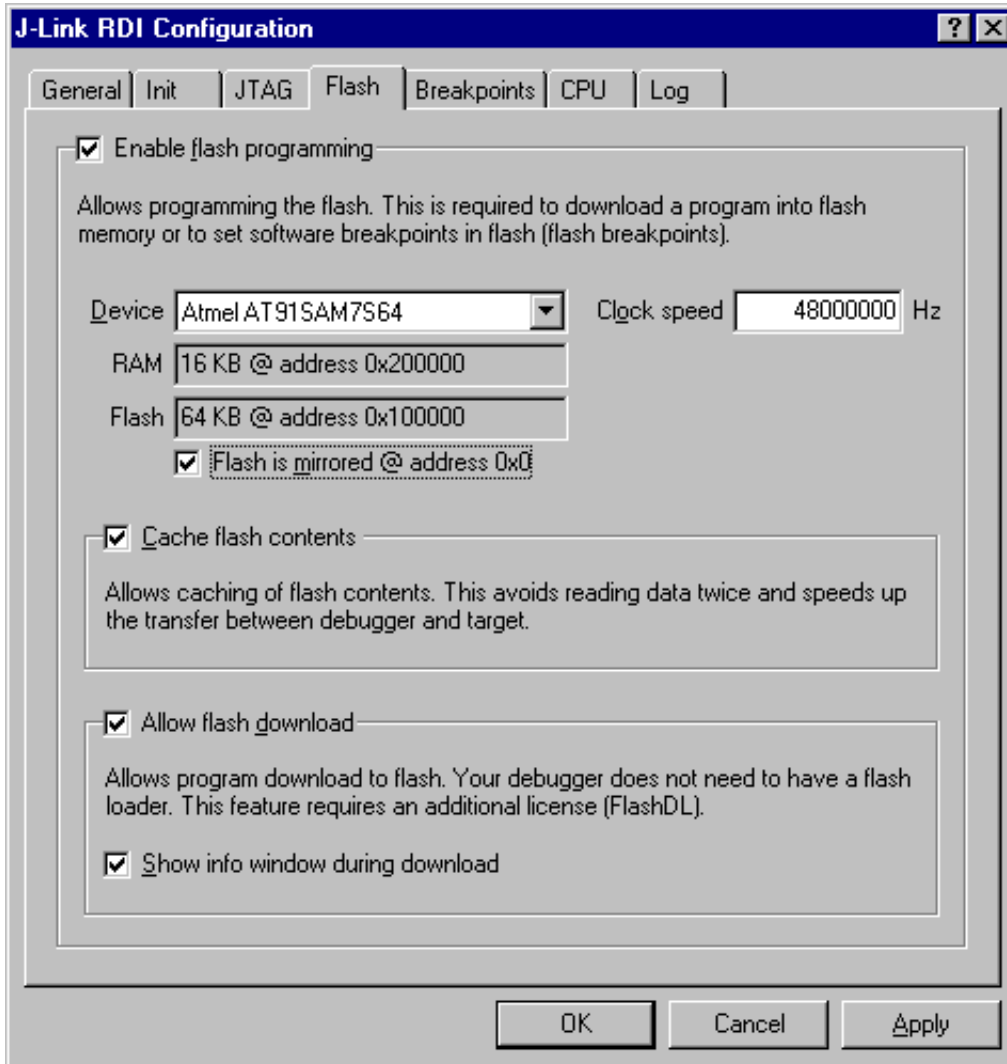 J-Link RDI Configuration
General Init JTAG Flash Breakpoints CPU Log
Enable flash programming
Allows programming the flash. This is required to download a program into flash
memory or to set software breakpoints in flash (flash breakpoints).
Device Atmel AT91SAM7S64 Clock speed 48000000 Hz
RAM 16 KB @ address 0x200000
Flash 64 KB @ address 0x100000
Flash is mirrored @ address 0x0
Cache flash contents
Allows caching of flash contents. This avoids reading data twice and speeds up
the transfer between debugger and target.
Allow flash download
Allows program download to flash. Your debugger does not need to have a flash
loader. This feature requires an additional license (FlashDL).
Show info window during download
OK Cancel Apply